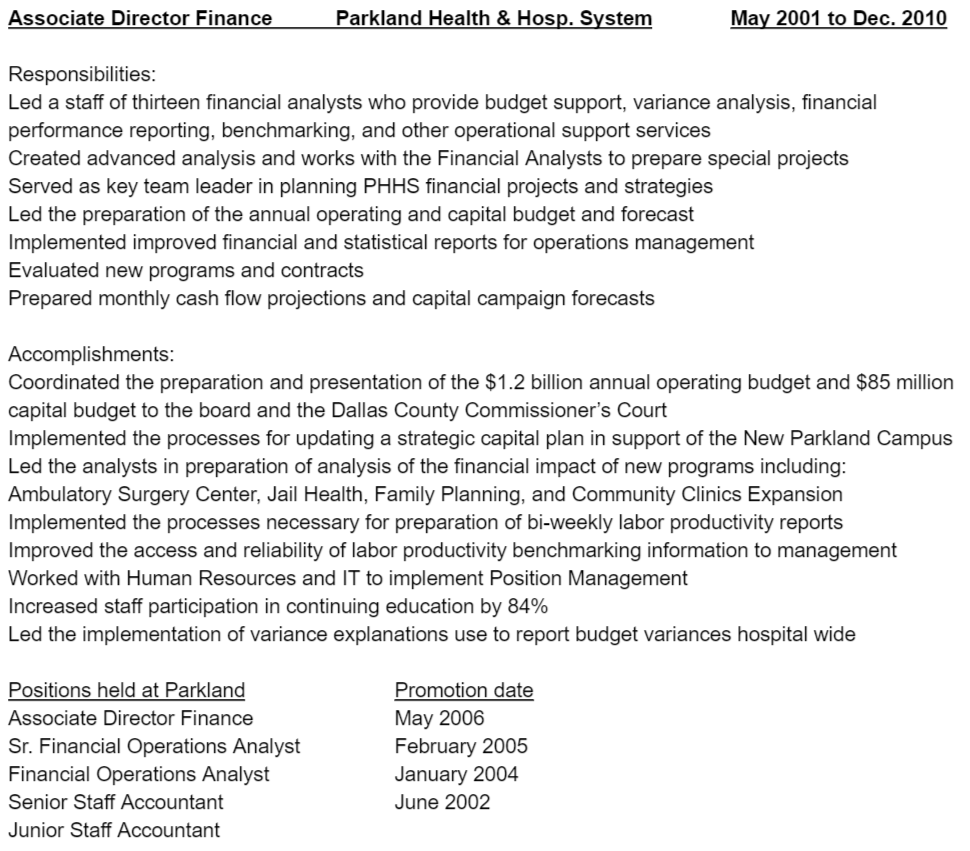 Associate Director Finance Parkland Health & Hosp. System May 2001 to Dec. 2010
Responsibilities:
Led a staff of thirteen financial analysts who provide budget support, variance analysis, financial
performance reporting, benchmarking, and other operational support services
Created advanced analysis and works with the Financial Analysts to prepare special projects
Served as key team leader in planning PHHS financial projects and strategies
Led the preparation of the annual operating and capital budget and forecast
Implemented improved financial and statistical reports for operations management
Evaluated new programs and contracts
Prepared monthly cash flow projections and capital campaign forecasts
Accomplishments:
Coordinated the preparation and presentation of the $1.2 billion annual operating budget and $85 million
capital budget to the board and the Dallas County Commissioner’s Court
Implemented the processes for updating a strategic capital plan in support of the New Parkland Campus
Led the analysts in preparation of analysis of the financial impact of new programs including:
Ambulatory Surgery Center, Jail Health, Family Planning, and Community Clinics Expansion
Implemented the processes necessary for preparation of bi-weekly labor productivity reports
Improved the access and reliability of labor productivity benchmarking information to management
Worked with Human Resources and IT to implement Position Management
Increased staff participation in continuing education by 84%
Led the implementation of variance explanations use to report budget variances hospital wide
Positions held at Parkland Promotion date
Associate Director Finance May 2006
Sr. Financial Operations Analyst February 2005
Financial Operations Analyst January 2004
Senior Staff Accountant June 2002
Junior Staff Accountant